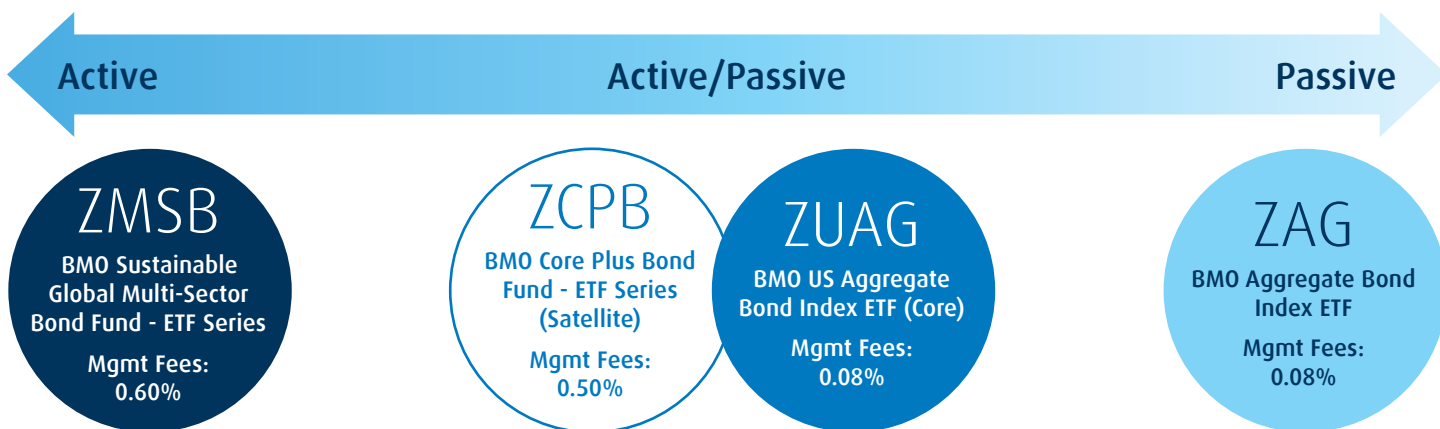 Active
Active/Passive
Passive
ZMSB
BMO Sustainable
Global Multi-Sector
Bond Fund - ETF Series
Mgmt Fees:
0.60%
ZCPB
BMO Core Plus Bond
Fund - ETF Series
(Satellite)
Mgmt Fees:
0.50%
ZUAG
BMO US Aggregate
Bond Index ETF (Core)
Mgmt Fees:
0.08%
ZAG
BMO Aggregate Bond
Index ETF
Mgmt Fees:
0.08%